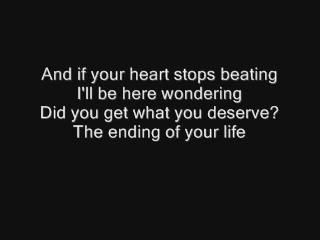 And if your heart stops beating
I'll be here wondering
Did you get what you deserve?
The ending of your life